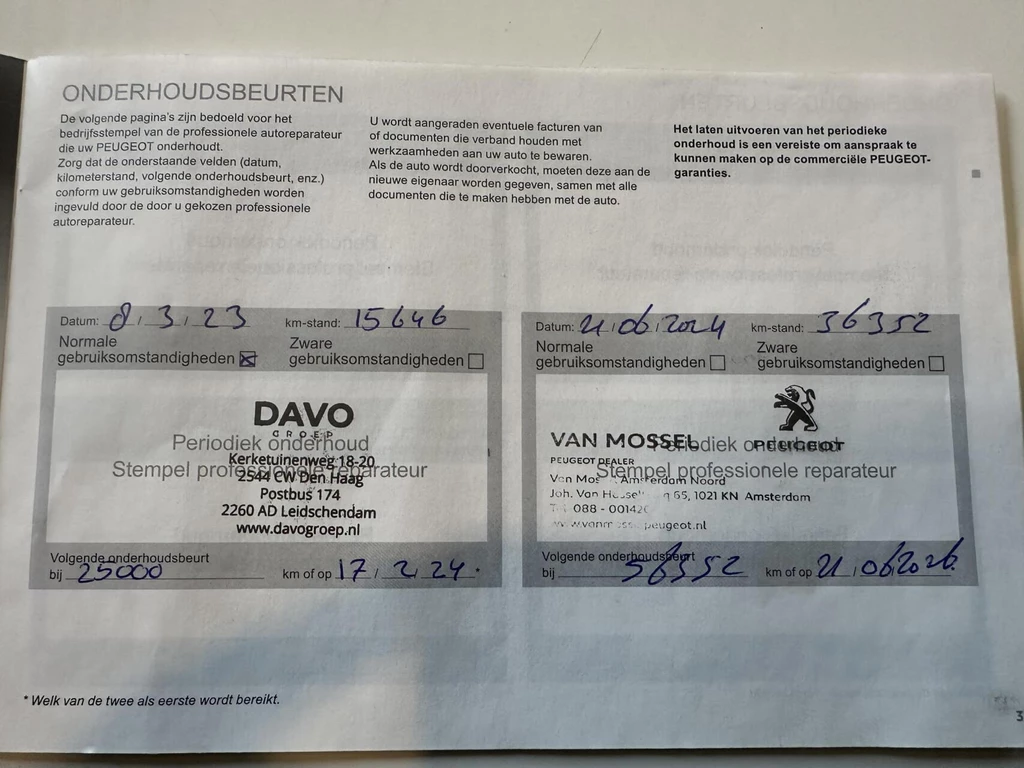 ONDERHOUDSBEURTEN
De volgende pagina's zijn bedoeld voor het
bedrijfsstempel van de professionele autoreparateur
die uw PEUGEOT onderhoudt.
Zorg dat de onderstaande velden (datum,
kilometerstand, volgende onderhoudsbeurt, enz.)
conform uw gebruiksomstandigheden worden
ingevuld door de door u gekozen professionele
autoreparateur.
U wordt aangeraden eventuele facturen van
of documenten die verband houden met
werkzaamheden aan uw auto te bewaren.
Als de auto wordt doorverkocht, moeten deze aan de
nieuwe eigenaar worden gegeven, samen met alle
documenten die te maken hebben met de auto.
Het laten uitvoeren van het periodieke
onderhoud is een vereiste om aanspraak te
kunnen maken op de commerciële PEUGEOT-
garanties.
Datum: 8 / 3 / 23 km-stand: 15646
Normale
gebruiksomstandigheden
Zware
gebruiksomstandigheden
DAVO
GROEP
Periodiek onderhoud
Stempel professionele reparateur
Kerketuinenweg 18-20
2544 CW Den Haag
Postbus 174
2260 AD Leidschendam
www.davogroep.nl
Volgende onderhoudsbeurt
bij 25000 km of op 17 / 2 / 24.
Datum: 21/06/2024 km-stand: 36352
Normale
gebruiksomstandigheden
Zware
gebruiksomstandigheden
VAN MOSSEL
PEUGEOT
Periodiek onderhoud
PEUGEOT DEALER
Stempel professionele reparateur
Van Amsterdam Noord
Joh. Van 65, 1021 KN Amsterdam
088 -
peugeot.nl
Volgende onderhoudsbeurt
bij 56352 km of op 21/06/2026
* Welk van de twee als eerste wordt bereikt.
3